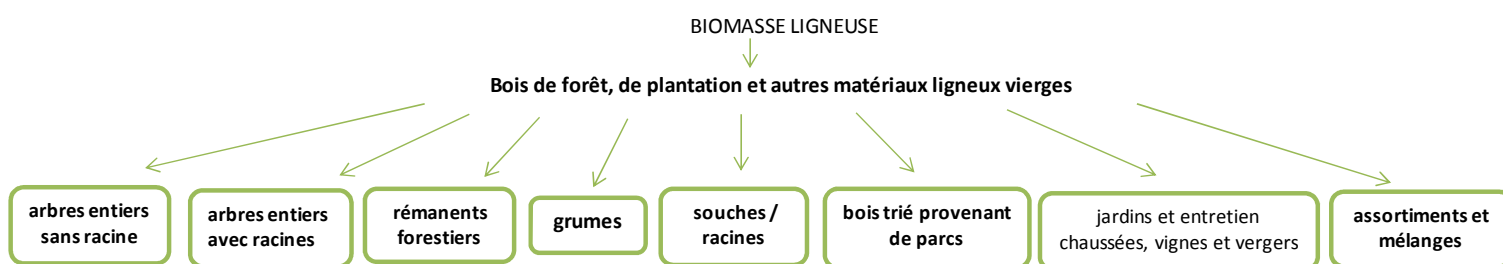 BIOMASSE LIGNEUSE
Bois de forêt, de plantation et autres matériaux ligneux vierges
arbres entiers
sans racine
arbres entiers
avec racines
rémanents
forestiers
grumes
souches /
racines
bois trié provenant
de parcs
jardins et entretien
chaussées, vignes et vergers
assortiments et
mélanges